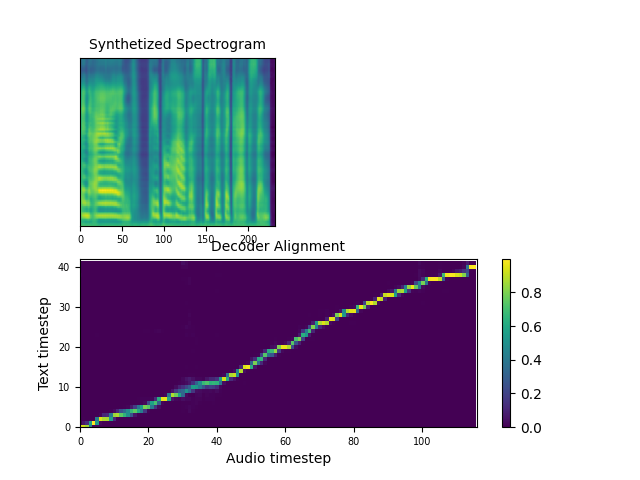 Synthetized Spectrogram
0 50 100 150 200
Decoder Alignment
40
30
20
10
0
Text timestep
0 20 40 60 80 100
Audio timestep
0.8
0.6
0.4
0.2
0.0